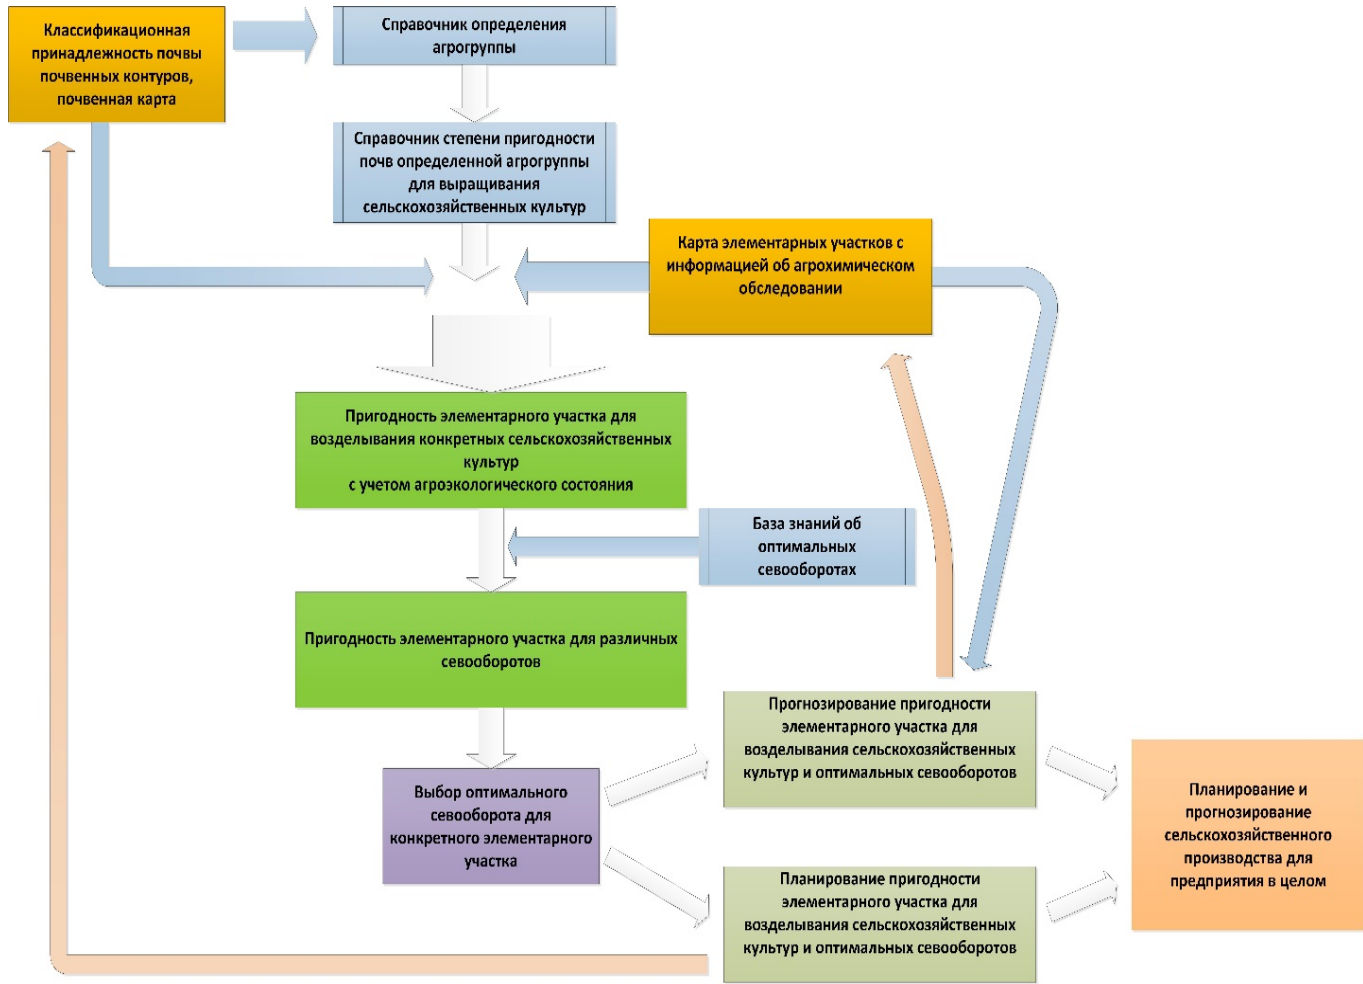 Классификационная
принадлежность почвы
почвенных контуров,
почвенная карта
Справочник определения
агрогруппы
Справочник степени пригодности
почв определенной агрогруппы
для выращивания
сельскохозяйственных культур
Карта элементарных участков с
информацией об агрохимическом
обследовании
Пригодность элементарного участка для
возделывания конкретных сельскохозяйственных
культур
с учетом агроэкологического состояния
База знаний об
оптимальных
севооборотах
Пригодность элементарного участка для различных
севооборотов
Выбор оптимального
севооборота для
конкретного элементарного
участка
Прогнозирование пригодности
элементарного участка для
возделывания сельскохозяйственных
культур и оптимальных севооборотов
Планирование пригодности
элементарного участка для
возделывания сельскохозяйственных
культур и оптимальных севооборотов
Планирование и
прогнозирование
сельскохозяйственного
производства для
предприятия в целом